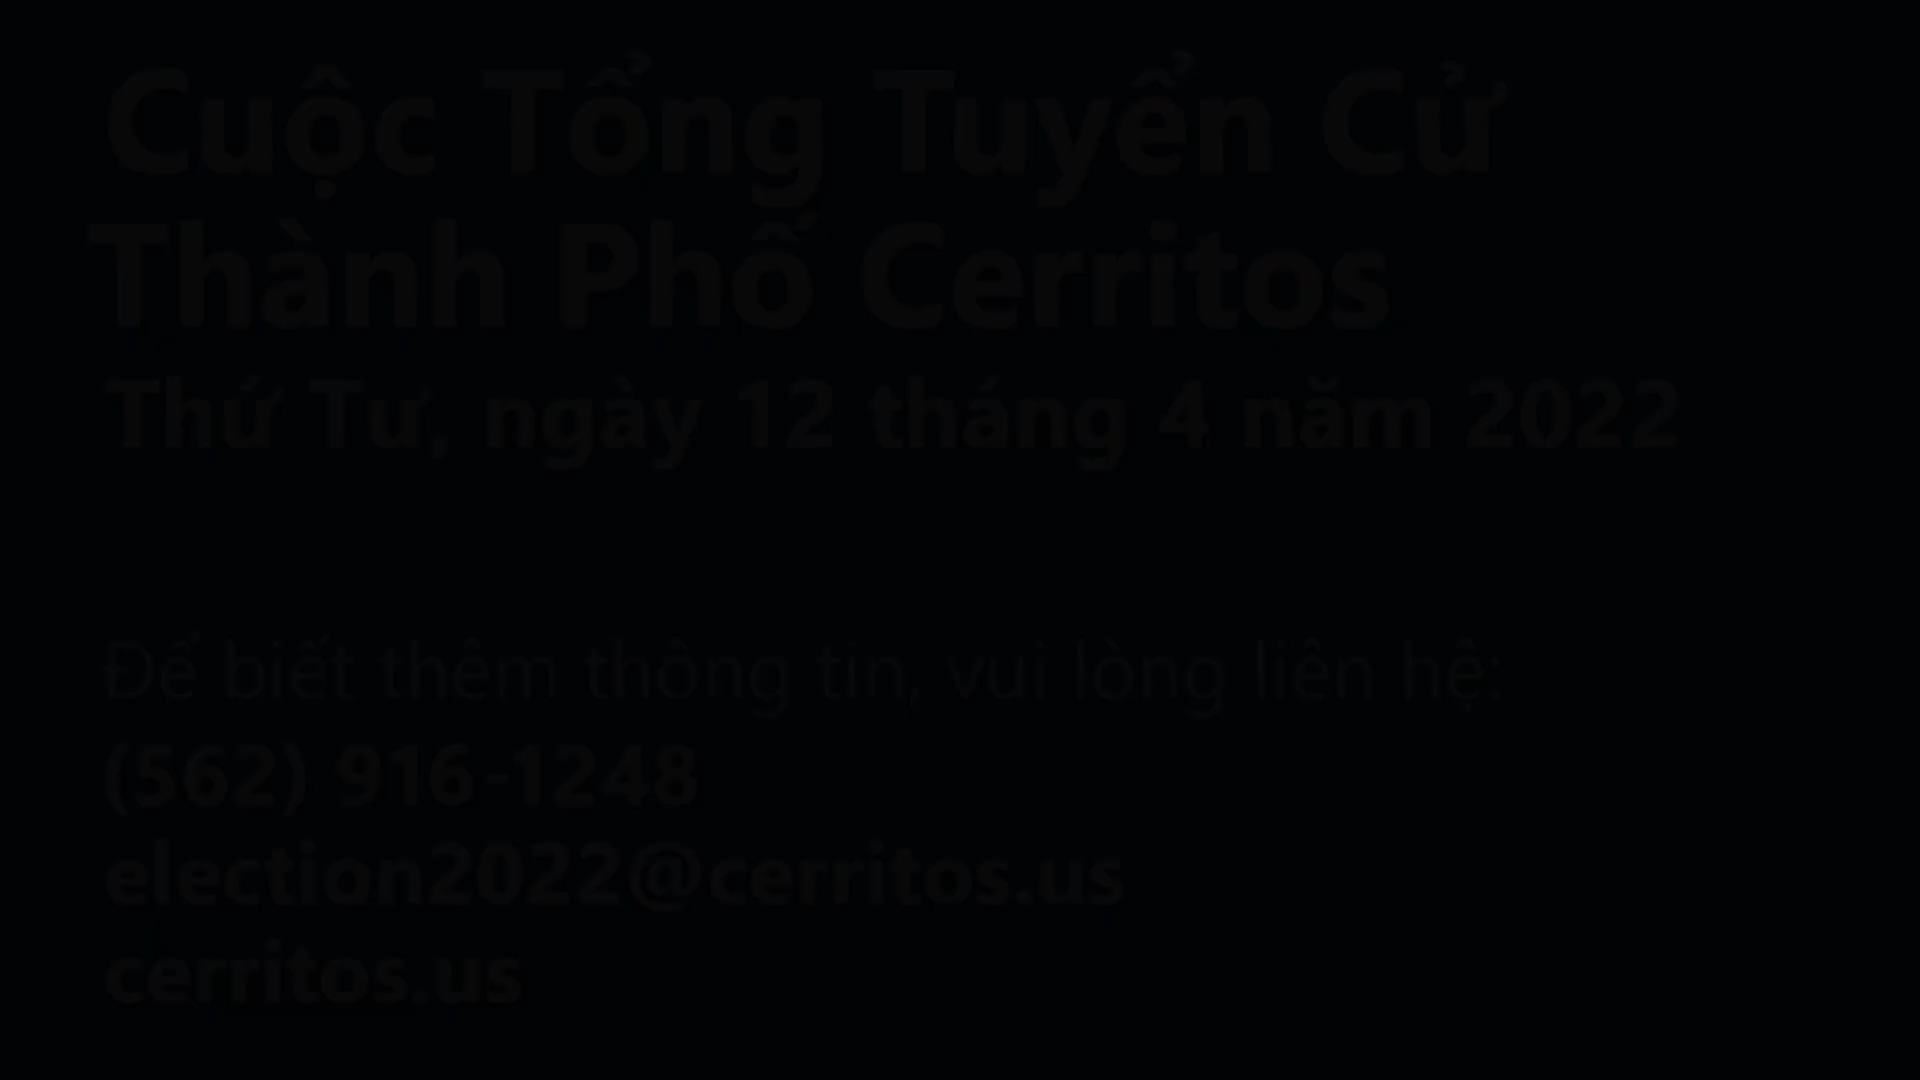 Cuộc Tổng Tuyển Cử
Thành Phố Cerritos
Thứ Tư, ngày 12 tháng 4 năm 2022
Để biết thêm thông tin, vui lòng liên hệ:
(562) 916-1248
election2022@cerritos.us
cerritos.us